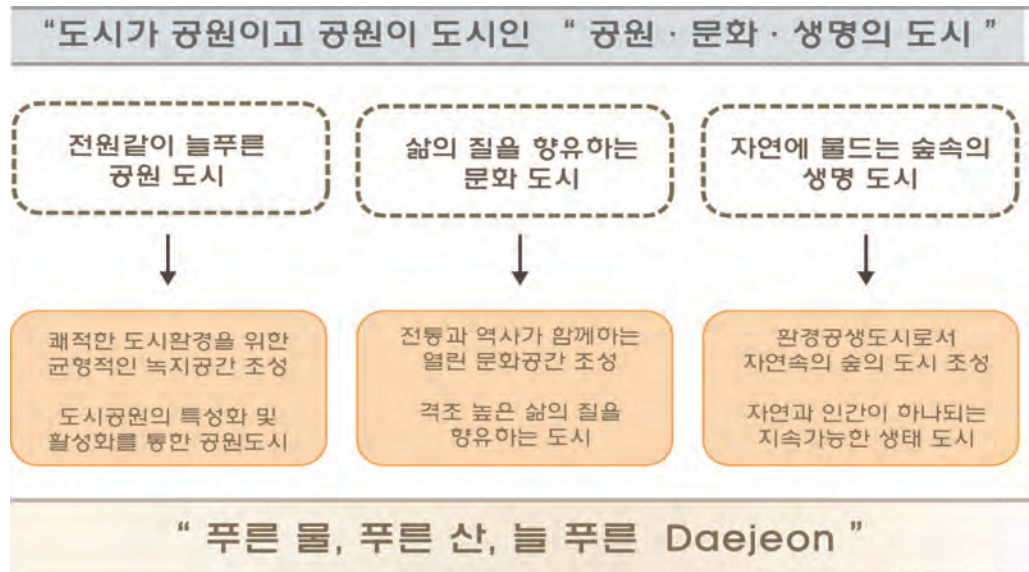 “도시가 공원이고 공원이 도시인 “ 공원 · 문화 · 생명의 도시 ”
전원같이 늘푸른
공원 도시
삶의 질을 향유하는
문화 도시
자연에 물드는 숲속의
생명 도시
쾌적한 도시환경을 위한
균형적인 녹지공간 조성
도시공원의 특성화 및
활성화를 통한 공원도시
전통과 역사가 함께하는
열린 문화공간 조성
격조 높은 삶의 질을
향유하는 도시
환경공생도시로서
자연속의 숲의 도시 조성
자연과 인간이 하나되는
지속가능한 생태 도시
“ 푸른 물, 푸른 산, 늘 푸른 Daejeon ”